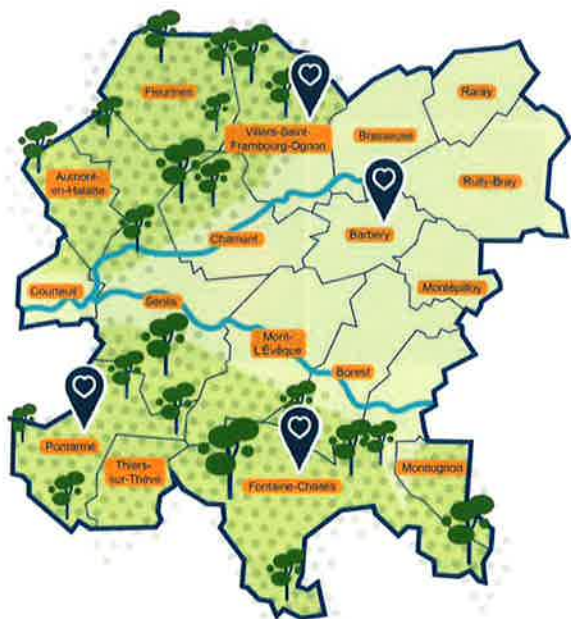 Fleurines
Raray
Villers-Saint-
Frambourg-Ognon
Brasseuse
Aumont-
en-Halatte
Rully-Bray
Chamant
Barbery
Courteuil
Montépilloy
Senlis
Mont-
L'Évêque
Borest
Pontarmé
Thiers-
sur-Thève
Fontaine-Chaalis
Montlognon